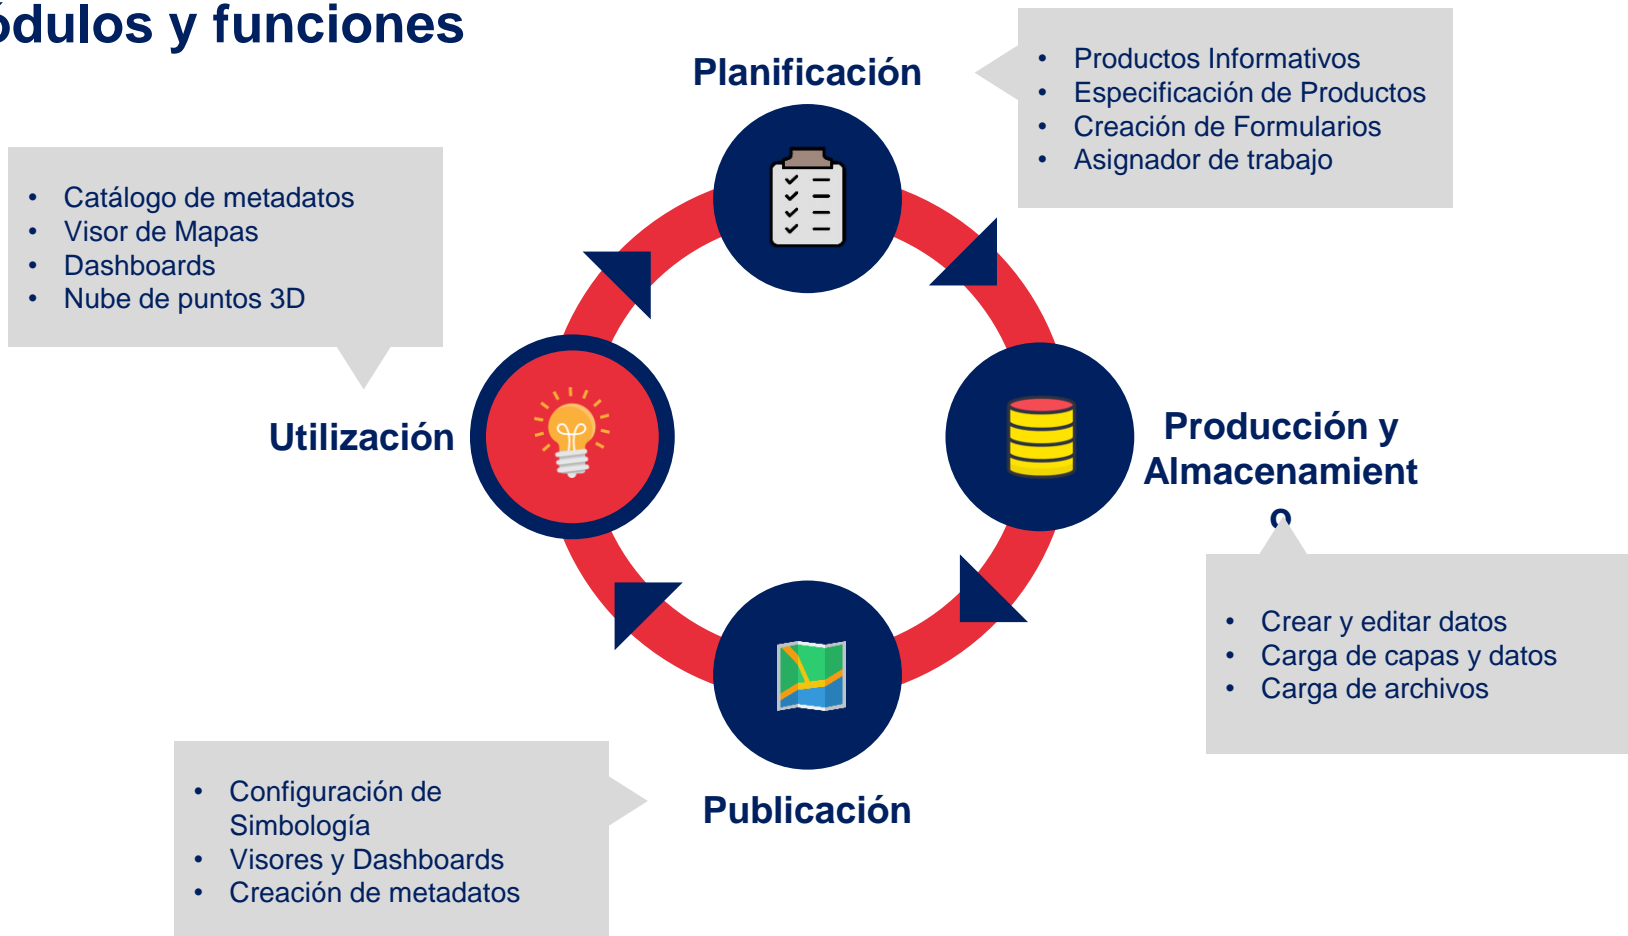 ódulos y funciones
Planificación
• Productos Informativos
• Especificación de Productos
• Creación de Formularios
• Asignador de trabajo
• Catálogo de metadatos
• Visor de Mapas
• Dashboards
• Nube de puntos 3D
Utilización
Producción y
Almacenamient
o
• Crear y editar datos
• Carga de capas y datos
• Carga de archivos
• Configuración de
Simbología
• Visores y Dashboards
• Creación de metadatos
Publicación